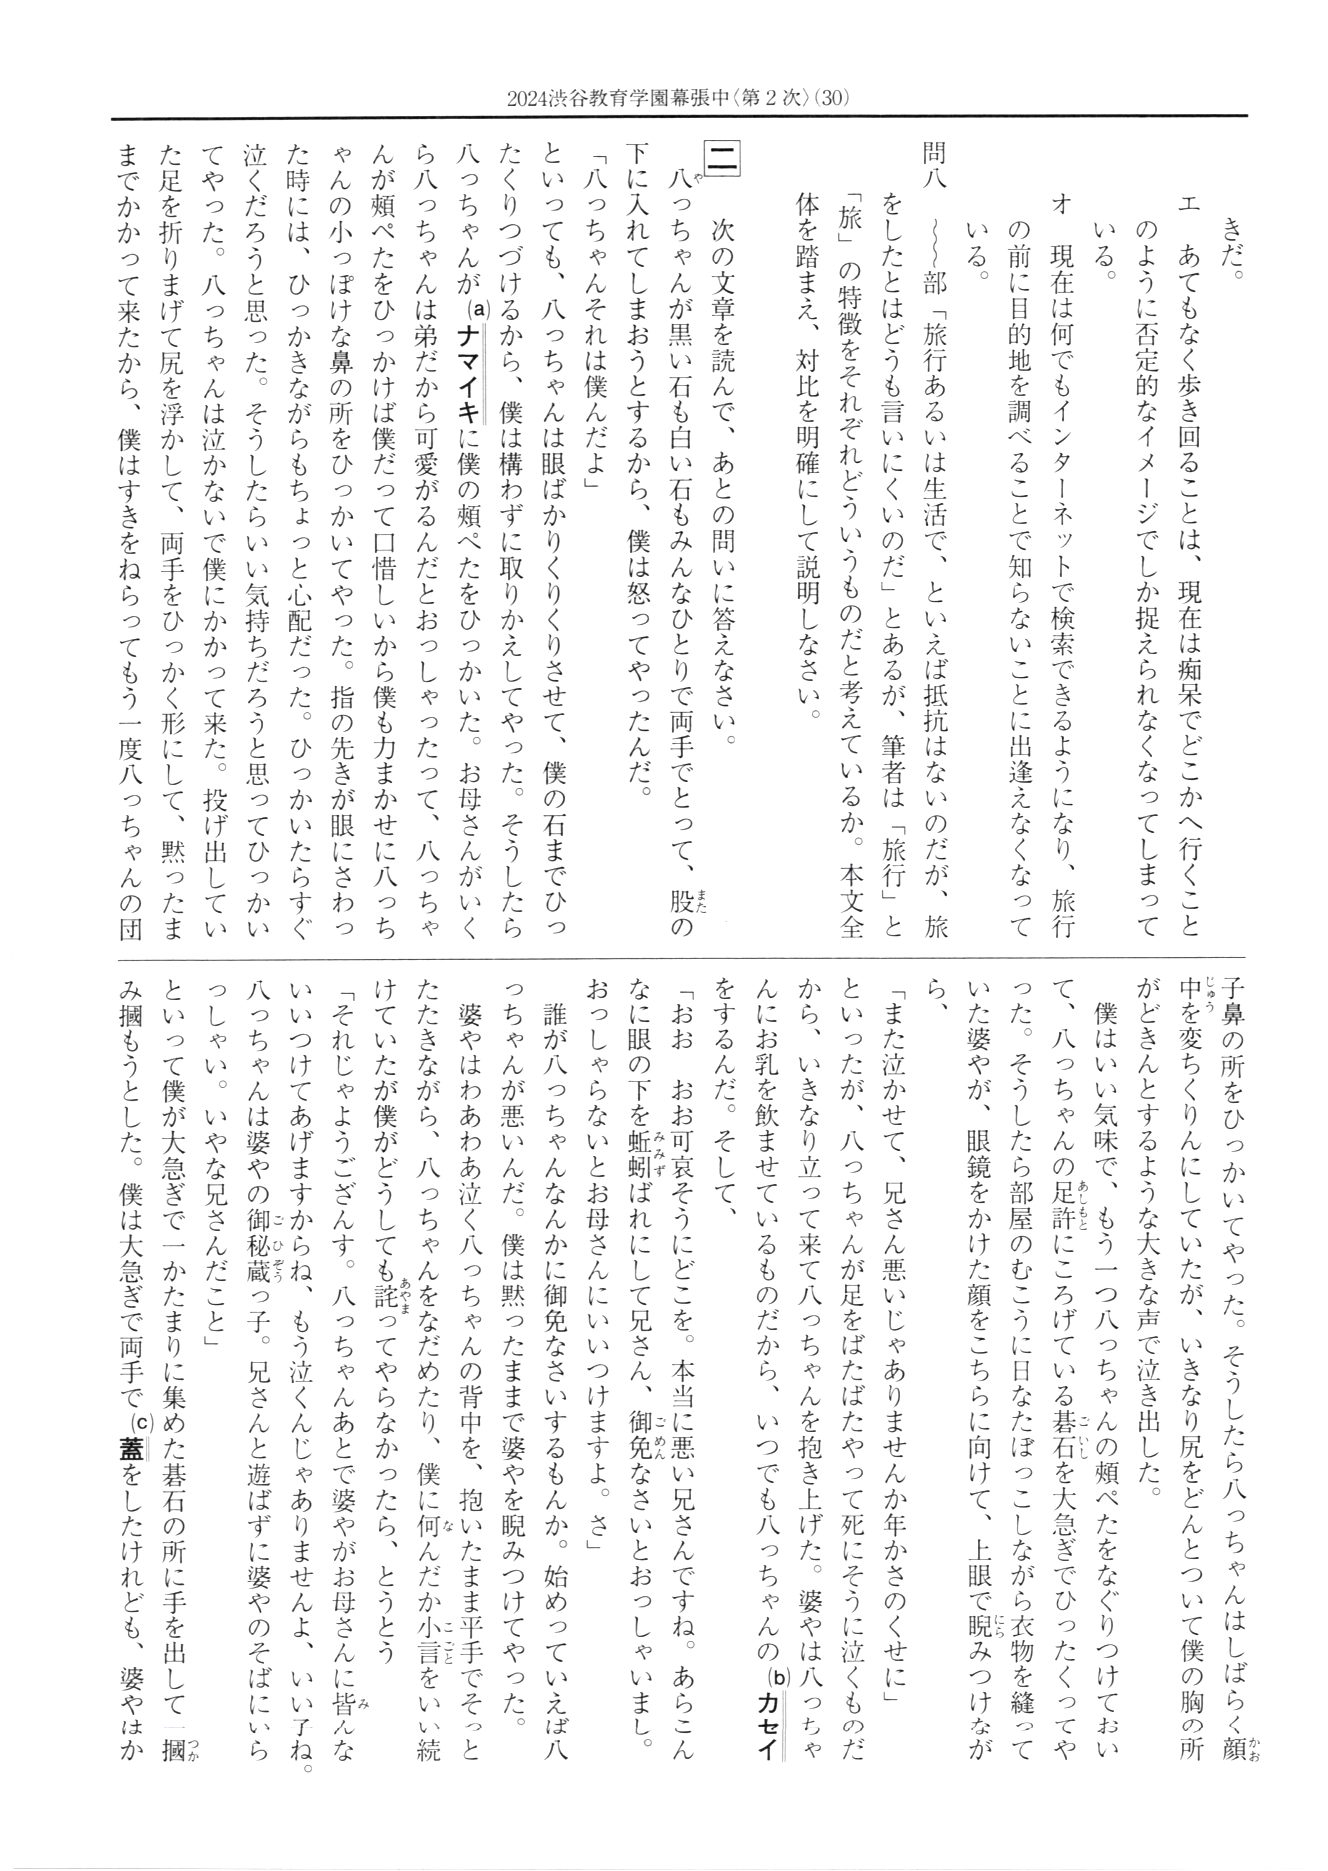 2024渋谷教育学園幕張中〈第2次〉(30)
きだ。
エ　あてもなく歩き回ることは、現在は痴呆でどこかへ行くこと
のように否定的なイメージでしか捉えられなくなってしまって
いる。
オ　現在は何でもインターネットで検索できるようになり、旅行
の前に目的地を調べることで知らないことに出逢えなくなって
いる。
問八　〜〜〜部「旅行あるいは生活で、といえば抵抗はないのだが、旅
をしたとはどうも言いにくいのだ」とあるが、筆者は「旅行」と
「旅」の特徴をそれぞれどういうものだと考えているか。本文全
体を踏まえ、対比を明確にして説明しなさい。
二　次の文章を読んで、あとの問いに答えなさい。
八っちゃんが黒い石も白い石もみんなひとりで両手でとって、股の
下に入れてしまおうとするから、僕は怒ってやったんだ。
「八っちゃんそれは僕んだよ」
といっても、八っちゃんは眼ばかりくりくりさせて、僕の石までひっ
たくりつづけるから、僕は構わずに取りかえしてやった。そうしたら
八っちゃんが(a)ナマイキに僕の頰ぺたをひっかいた。お母さんがいく
ら八っちゃんは弟だから可愛がるんだとおっしゃったって、八っちゃ
んが頰ぺたをひっかけば僕だって口惜しいから僕も力まかせに八っち
ゃんの小っぽけな鼻の所をひっかいてやった。指の先きが眼にさわっ
た時には、ひっかきながらもちょっと心配だった。ひっかいたらすぐ
泣くだろうと思った。そうしたらいい気持ちだろうと思ってひっかい
てやった。八っちゃんは泣かないで僕にかかって来た。投げ出してい
た足を折りまげて尻を浮かして、両手をひっかく形にして、黙ったま
までかかって来たから、僕はすきをねらってもう一度八っちゃんの団
子鼻の所をひっかいてやった。そうしたら八っちゃんはしばらく顔
中を変ちくりんにしていたが、いきなり尻をどんとついて僕の胸の所
がどきんとするような大きな声で泣き出した。
僕はいい気味で、もう一つ八っちゃんの頰ぺたをなぐりつけておい
て、八っちゃんの足許にころげている碁石を大急ぎでひったくってや
った。そうしたら部屋のむこうに日なたぼっこしながら衣物を縫って
いた婆やが、眼鏡をかけた顔をこちらに向けて、上眼で睨みつけなが
ら、
「また泣かせて、兄さん悪いじゃありませんか年かさのくせに」
といったが、八っちゃんが足をばたばたやって死にそうに泣くものだ
から、いきなり立って来て八っちゃんを抱き上げた。婆やは八っちゃ
んにお乳を飲ませているものだから、いつでも八っちゃんの(b)カセイ
をするんだ。そして、
「おお　おお可哀そうにどこを。本当に悪い兄さんですね。あらこん
なに眼の下を蚯蚓ばれにして兄さん、御免なさいとおっしゃいまし。
おっしゃらないとお母さんにいいつけますよ。さ」
誰が八っちゃんなんかに御免なさいするもんか。始めっていえば八
っちゃんが悪いんだ。僕は黙ったままで婆やを睨みつけてやった。
婆やはわあわあ泣く八っちゃんの背中を、抱いたまま平手でそっと
たたきながら、八っちゃんをなだめたり、僕に何んだか小言をいい続
けていたが僕がどうしても詫ってやらなかったら、とうとう
「それじゃようござんす。八っちゃんあとで婆やがお母さんに皆んな
いいつけてあげますからね、もう泣くんじゃありませんよ、いい子ね。
八っちゃんは婆やの御秘蔵っ子。兄さんと遊ばずに婆やのそばにいら
っしゃい。いやな兄さんだこと」
といって僕が大急ぎで一かたまりに集めた碁石の所に手を出して一摑
み摑もうとした。僕は大急ぎで両手で(c)蓋をしたけれども、婆やはか